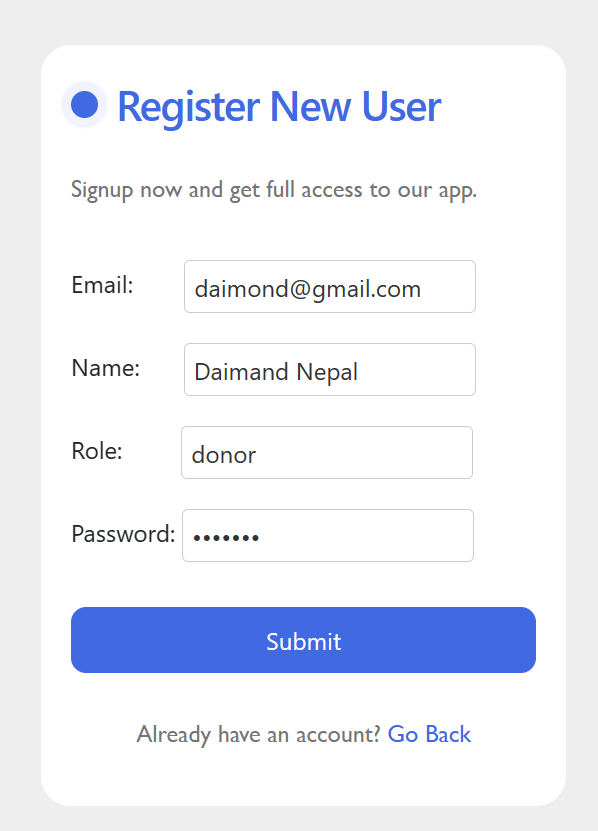 Register New User
Signup now and get full access to our app.
Email: daimond@gmail.com
Name: Daimand Nepal
Role: donor
Password: •••••••
Submit
Already have an account? Go Back